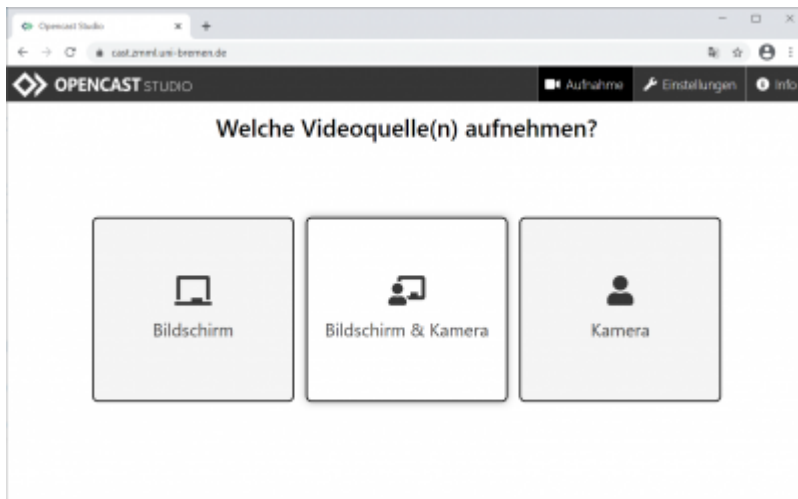 Opencast Studio
cast.zmml.uni-bremen.de
OPENCAST STUDIO
Aufnahme
Einstellungen
Info
Welche Videoquelle(n) aufnehmen?
Bildschirm
Bildschirm & Kamera
Kamera